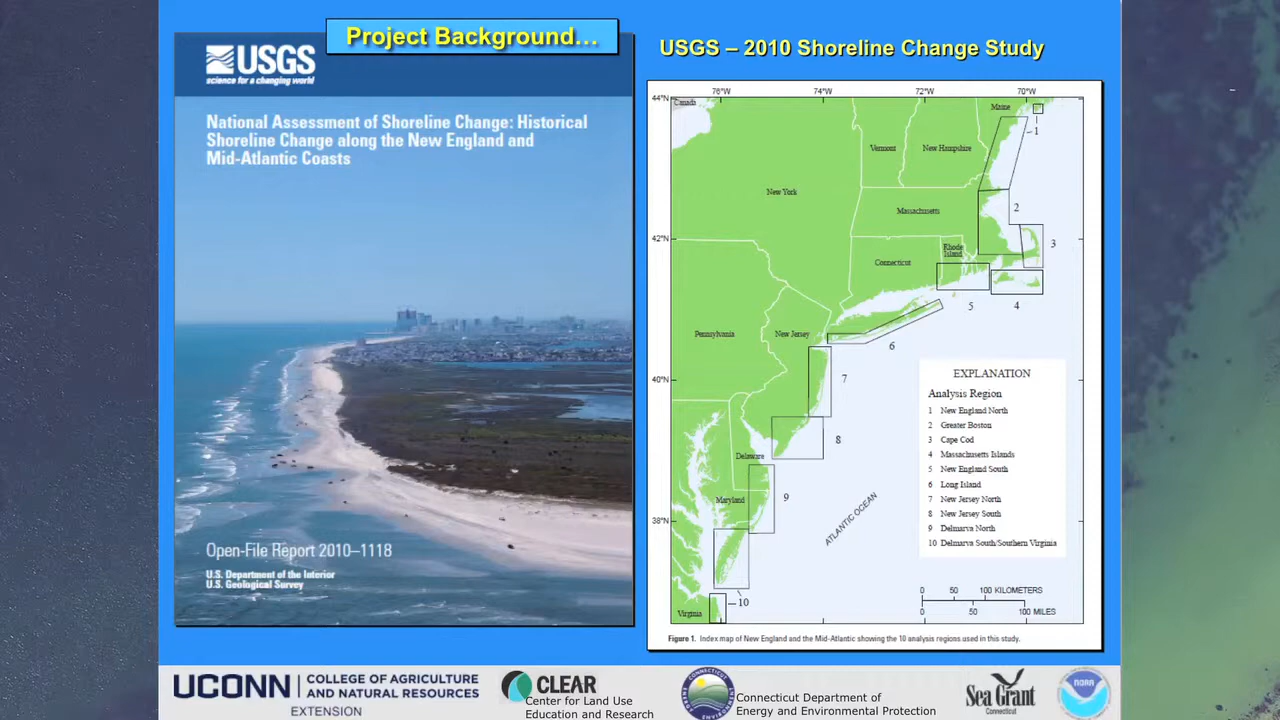 Project Background…
USGS
science for a changing world
National Assessment of Shoreline Change: Historical
Shoreline Change along the New England and
Mid-Atlantic Coasts
Open-File Report 2010–1118
U.S. Department of the Interior
U.S. Geological Survey
USGS – 2010 Shoreline Change Study
76°W
74°W
72°W
70°W
44°N
42°N
40°N
38°N
Canada
Maine
Vermont
New Hampshire
New York
Massachusetts
Rhode
Island
Connecticut
Pennsylvania
New Jersey
Delaware
Maryland
Virginia
ATLANTIC OCEAN
1
2
3
4
5
6
7
8
9
10
EXPLANATION
Analysis Region
1 New England North
2 Greater Boston
3 Cape Cod
4 Massachusetts Islands
5 New England South
6 Long Island
7 New Jersey North
8 New Jersey South
9 Delmarva North
10 Delmarva South/Southern Virginia
0 50 100 KILOMETERS
0 50 100 MILES
Figure 1. Index map of New England and the Mid-Atlantic showing the 10 analysis regions used in this study.
UCONN
COLLEGE OF AGRICULTURE
AND NATURAL RESOURCES
EXTENSION
CLEAR
Center for Land Use
Education and Research
Connecticut Department of
Energy and Environmental Protection
Sea Grant
Connecticut
NOAA